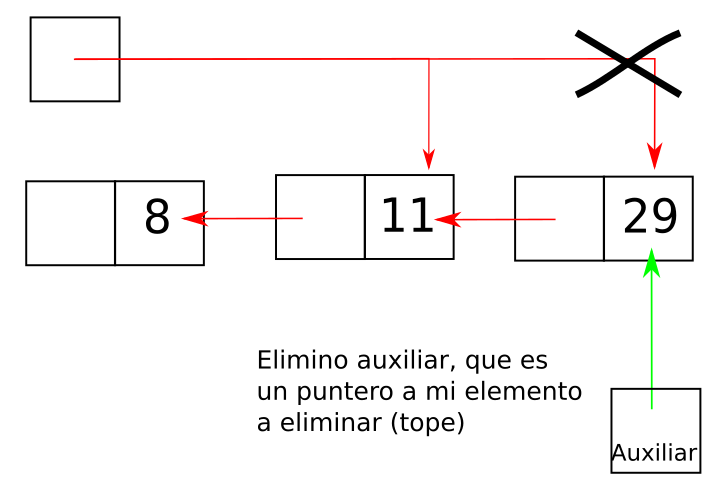 8
11
29
Elimino auxiliar, que es
un puntero a mi elemento
a eliminar (tope)
Auxiliar